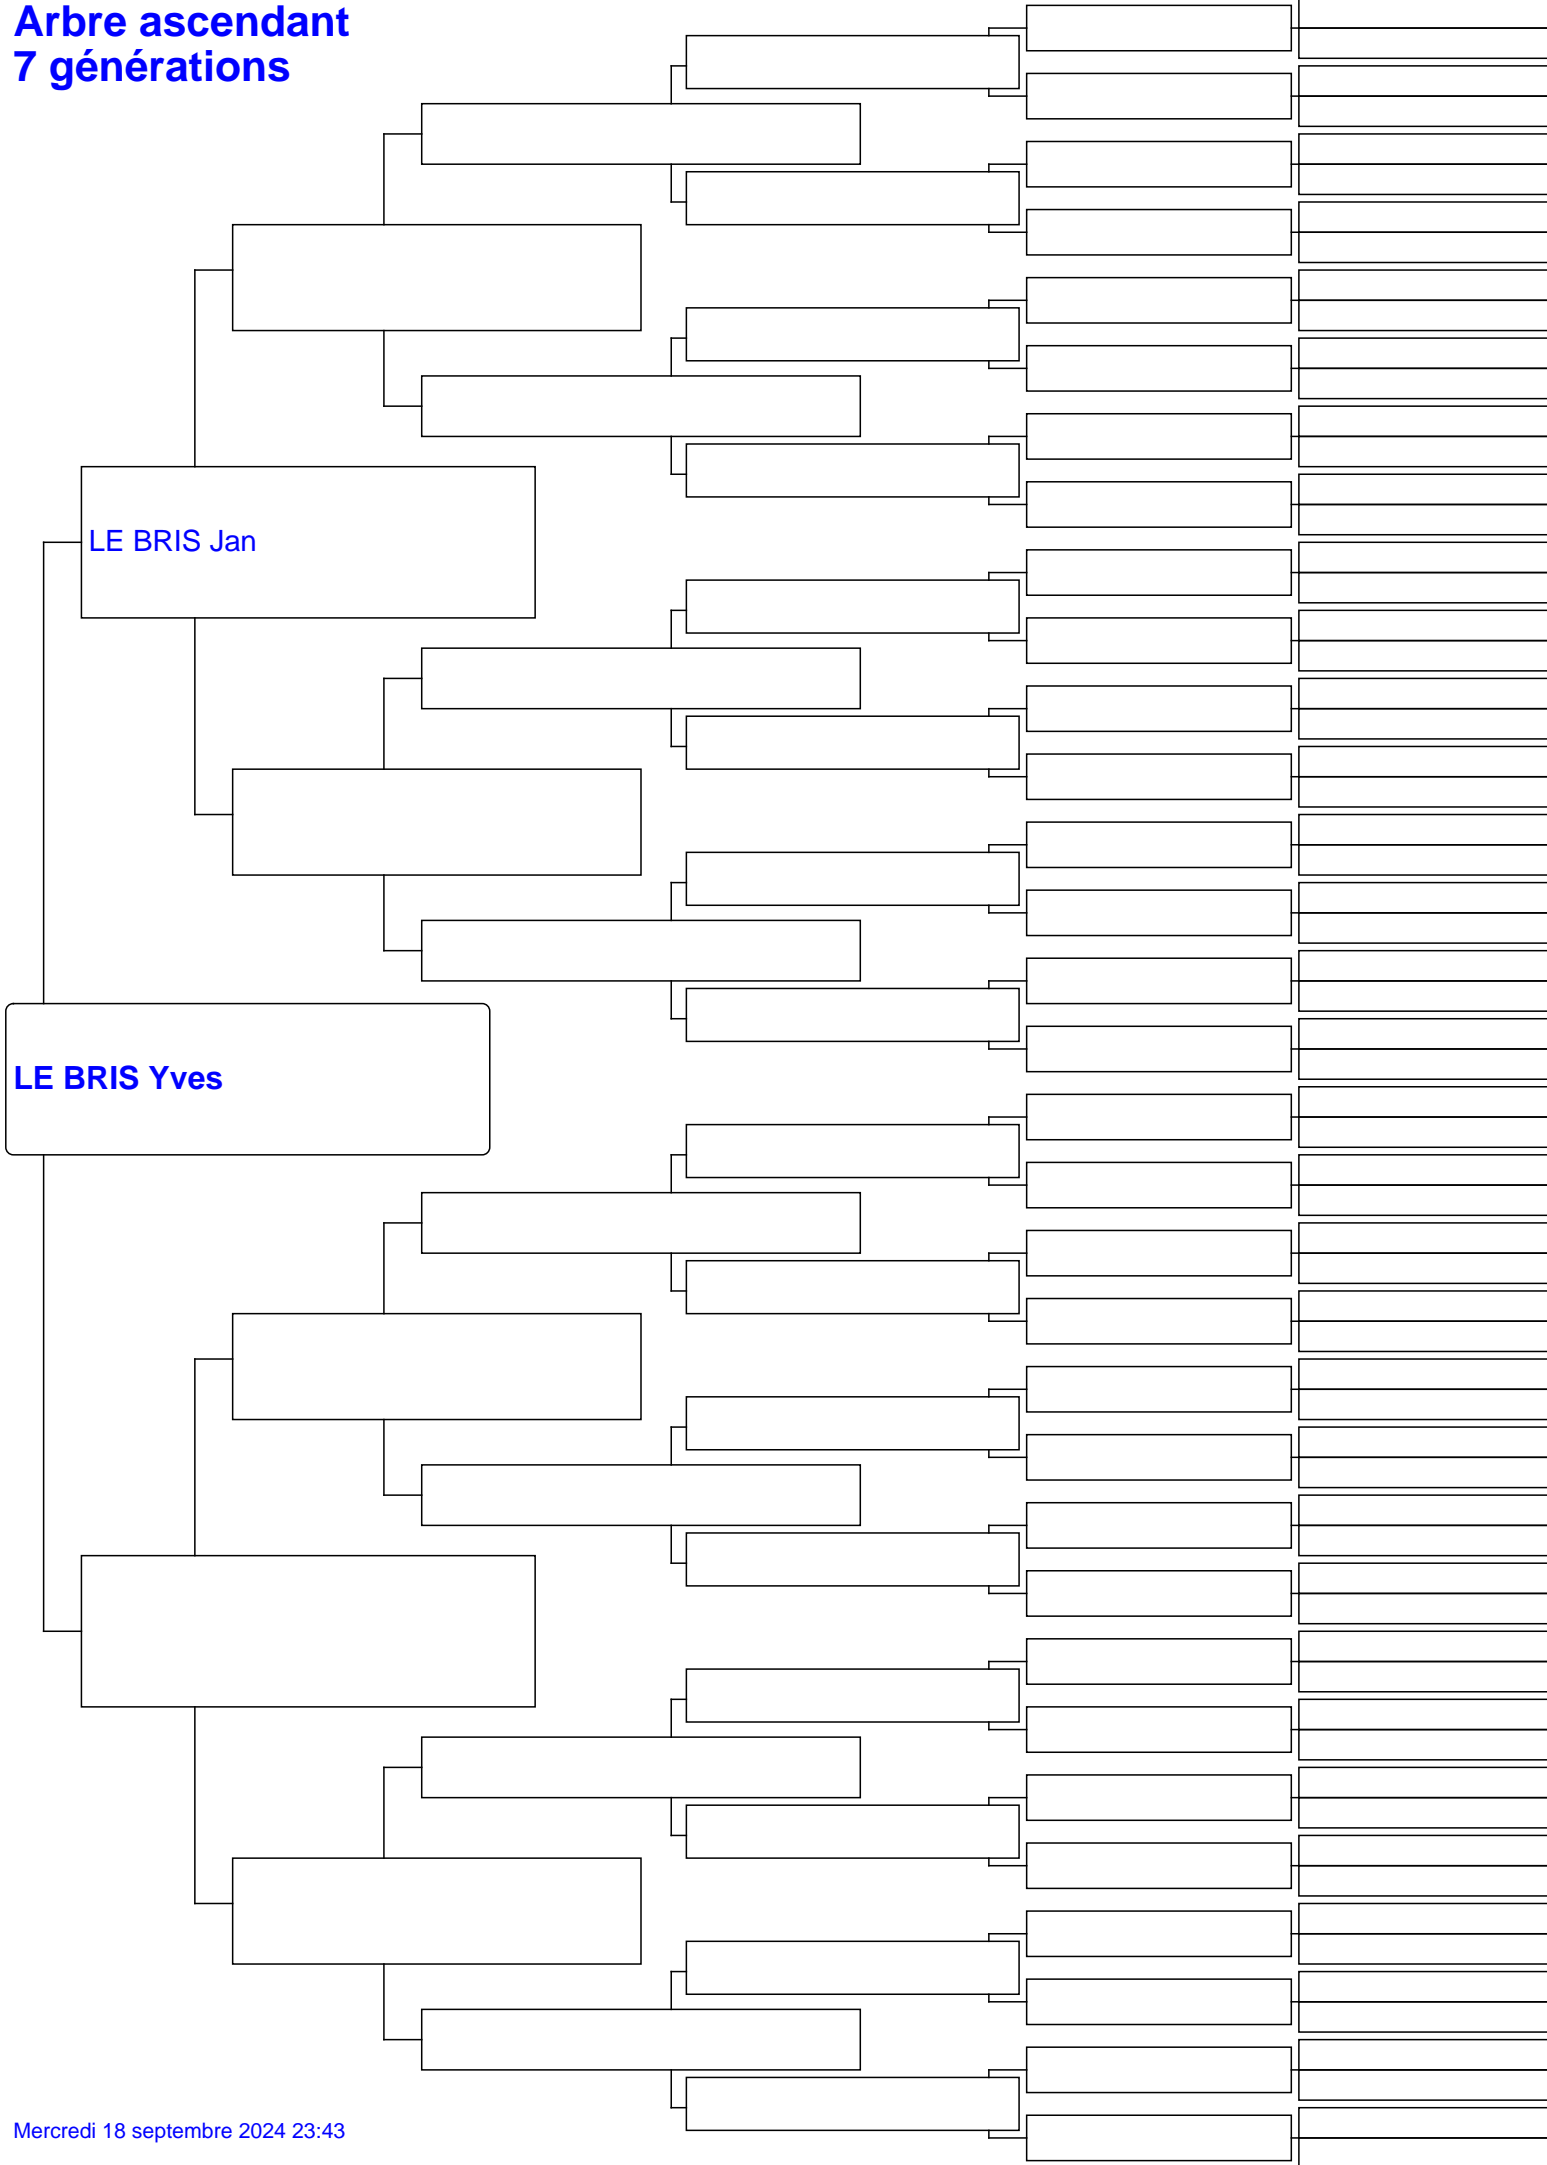 Arbre ascendant
7 générations
LE BRIS Jan
LE BRIS Yves
Mercredi 18 septembre 2024 23:43